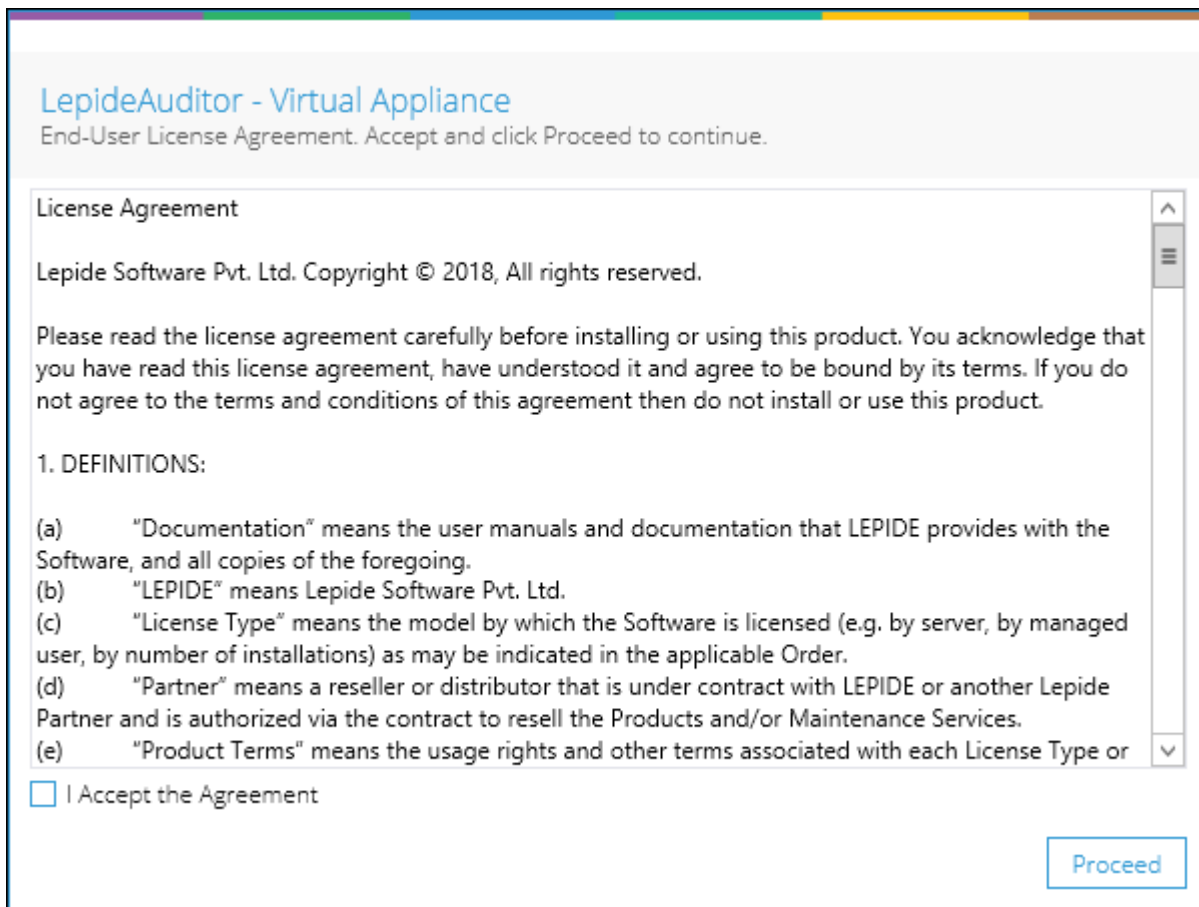 LepideAuditor - Virtual Appliance
End-User License Agreement. Accept and click Proceed to continue.
License Agreement
Lepide Software Pvt. Ltd. Copyright © 2018, All rights reserved.
Please read the license agreement carefully before installing or using this product. You acknowledge that
you have read this license agreement, have understood it and agree to be bound by its terms. If you do
not agree to the terms and conditions of this agreement then do not install or use this product.
1. DEFINITIONS:
(a) “Documentation” means the user manuals and documentation that LEPIDE provides with the
Software, and all copies of the foregoing.
(b) “LEPIDE” means Lepide Software Pvt. Ltd.
(c) “License Type” means the model by which the Software is licensed (e.g. by server, by managed
user, by number of installations) as may be indicated in the applicable Order.
(d) “Partner” means a reseller or distributor that is under contract with LEPIDE or another Lepide
Partner and is authorized via the contract to resell the Products and/or Maintenance Services.
(e) “Product Terms” means the usage rights and other terms associated with each License Type or
I Accept the Agreement
Proceed